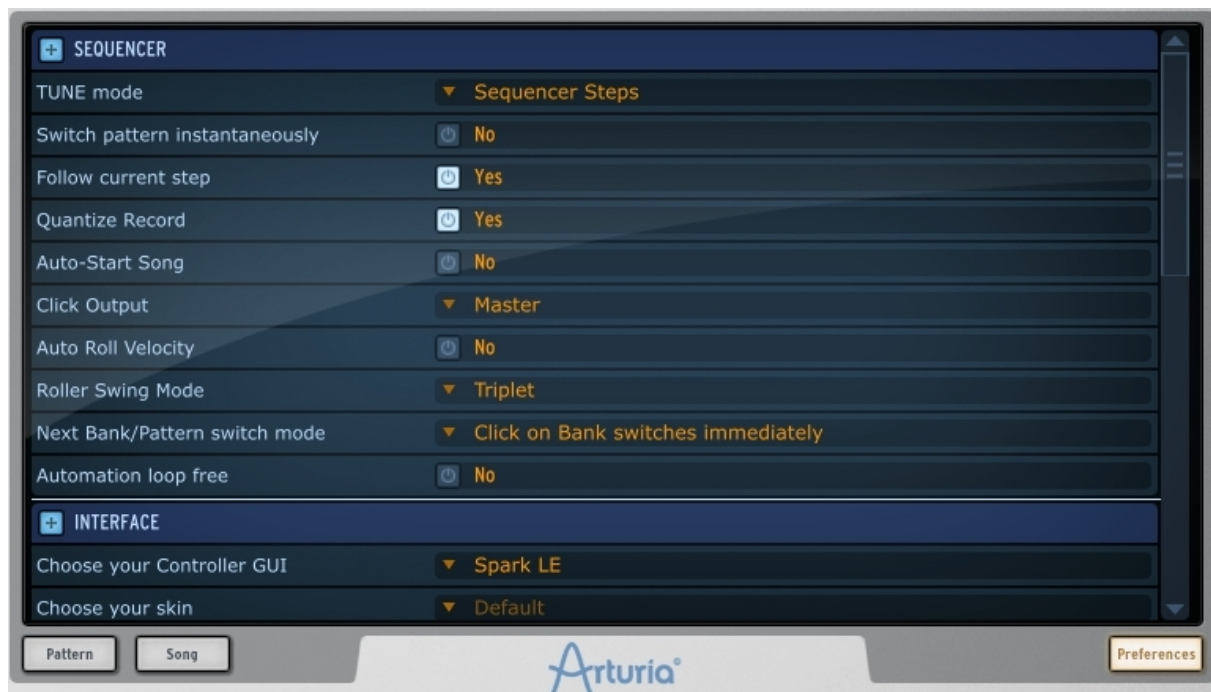 SEQUENCER
TUNE mode Sequencer Steps
Switch pattern instantaneously No
Follow current step Yes
Quantize Record Yes
Auto-Start Song No
Click Output Master
Auto Roll Velocity No
Roller Swing Mode Triplet
Next Bank/Pattern switch mode Click on Bank switches immediately
Automation loop free No
INTERFACE
Choose your Controller GUI Spark LE
Choose your skin Default
Pattern Song Arturia Preferences